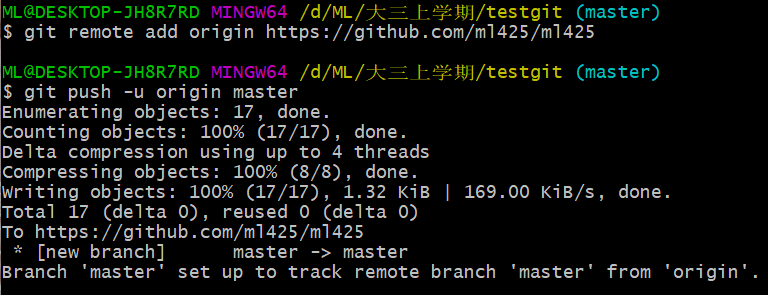 ML@DESKTOP-JH8R7RD MINGW64 /d/ML/大三上学期/testgit (master)
$ git remote add origin https://github.com/ml425/ml425
ML@DESKTOP-JH8R7RD MINGW64 /d/ML/大三上学期/testgit (master)
$ git push -u origin master
Enumerating objects: 17, done.
Counting objects: 100% (17/17), done.
Delta compression using up to 4 threads
Compressing objects: 100% (8/8), done.
Writing objects: 100% (17/17), 1.32 KiB | 169.00 KiB/s, done.
Total 17 (delta 0), reused 0 (delta 0)
To https://github.com/ml425/ml425
 * [new branch]      master -> master
Branch 'master' set up to track remote branch 'master' from 'origin'.